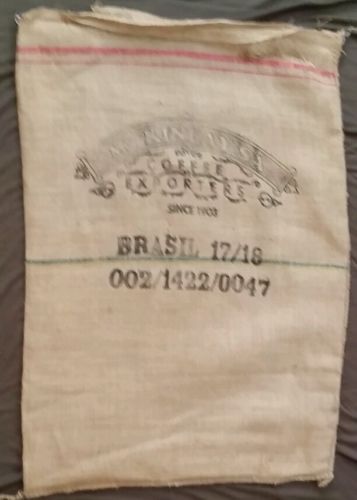 COFFEE
EXPORTERS
SINCE 1903
BRASIL 17/18
002/1422/0047